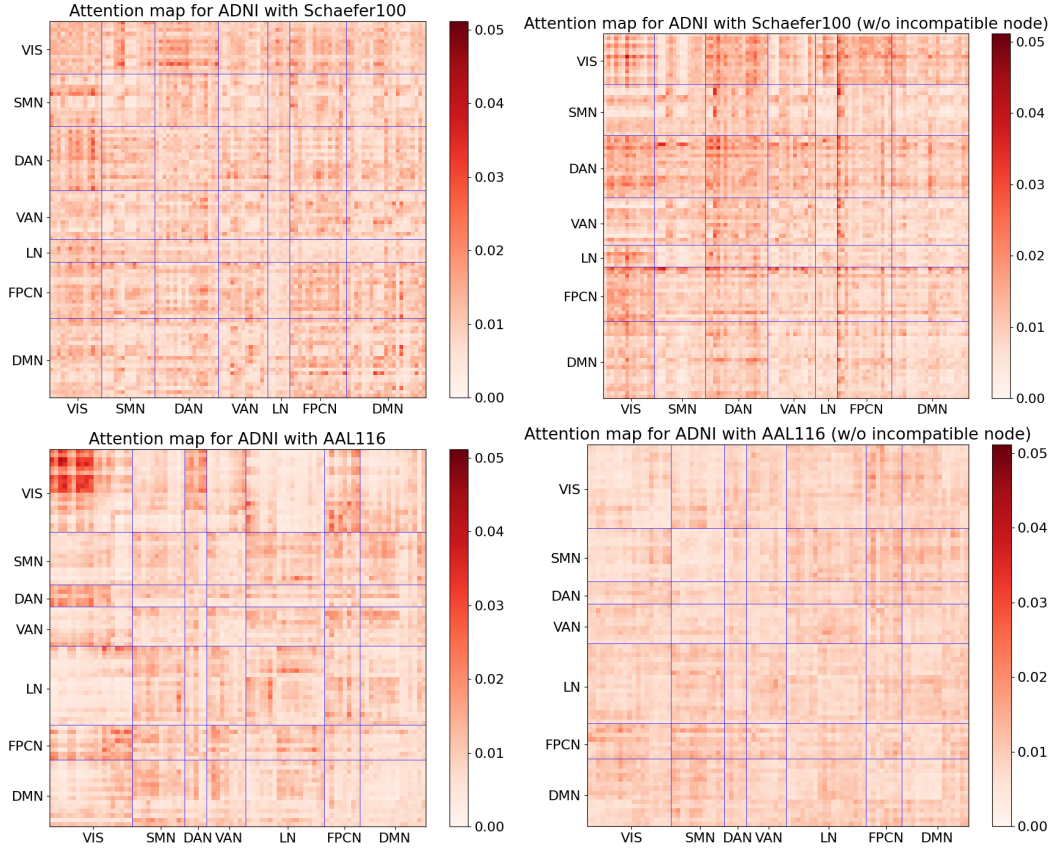 Attention map for ADNI with Schaefer100
VIS
SMN
DAN
VAN
LN
FPCN
DMN
VIS SMN DAN VAN LN FPCN DMN
0.05
0.04
0.03
0.02
0.01
0.00
Attention map for ADNI with Schaefer100 (w/o incompatible node)
VIS
SMN
DAN
VAN
LN
FPCN
DMN
VIS SMN DAN VAN LN FPCN DMN
0.05
0.04
0.03
0.02
0.01
0.00
Attention map for ADNI with AAL116
VIS
SMN
DAN
VAN
LN
FPCN
DMN
VIS SMN DAN VAN LN FPCN DMN
0.05
0.04
0.03
0.02
0.01
0.00
Attention map for ADNI with AAL116 (w/o incompatible node)
VIS
SMN
DAN
VAN
LN
FPCN
DMN
VIS SMN DAN VAN LN FPCN DMN
0.05
0.04
0.03
0.02
0.01
0.00